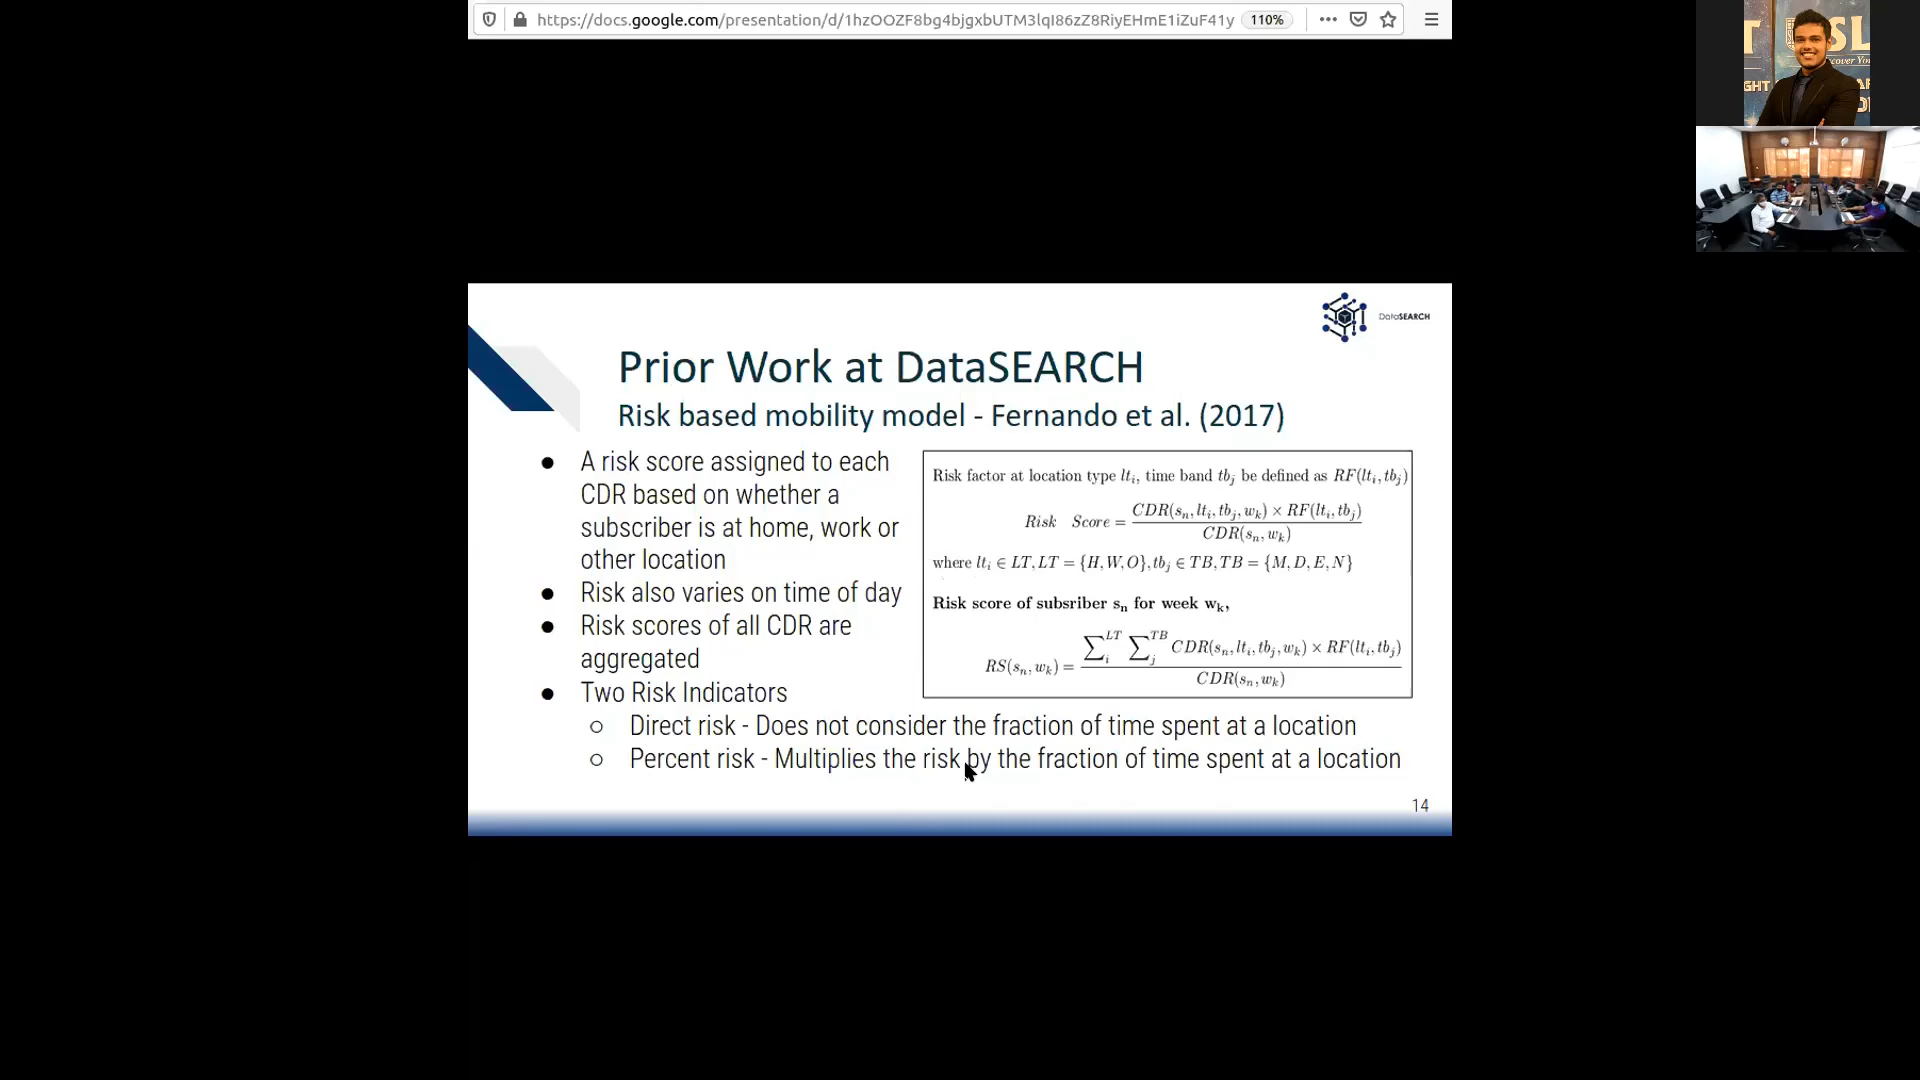 https://docs.google.com/presentation/d/1hzOOZF8bg4bjgxbUTM3lqI86zZ8RiyEHmE1iZuF41y 110%
SL
cover Yo
GHT
DataSEARCH
Prior Work at DataSEARCH
Risk based mobility model - Fernando et al. (2017)
● A risk score assigned to each
CDR based on whether a
subscriber is at home, work or
other location
● Risk also varies on time of day
● Risk scores of all CDR are
aggregated
● Two Risk Indicators
○ Direct risk - Does not consider the fraction of time spent at a location
○ Percent risk - Multiplies the risk by the fraction of time spent at a location
Risk factor at location type lt_i, time band tb_j be defined as RF(lt_i, tb_j)
Risk Score = CDR(s_n, lt_i, tb_j, w_k) × RF(lt_i, tb_j) / CDR(s_n, w_k)
where lt_i ∈ LT, LT = {H, W, O}, tb_j ∈ TB, TB = {M, D, E, N}
Risk score of subsriber s_n for week w_k,
RS(s_n, w_k) = ∑_i^LT ∑_j^TB CDR(s_n, lt_i, tb_j, w_k) × RF(lt_i, tb_j) / CDR(s_n, w_k)
14